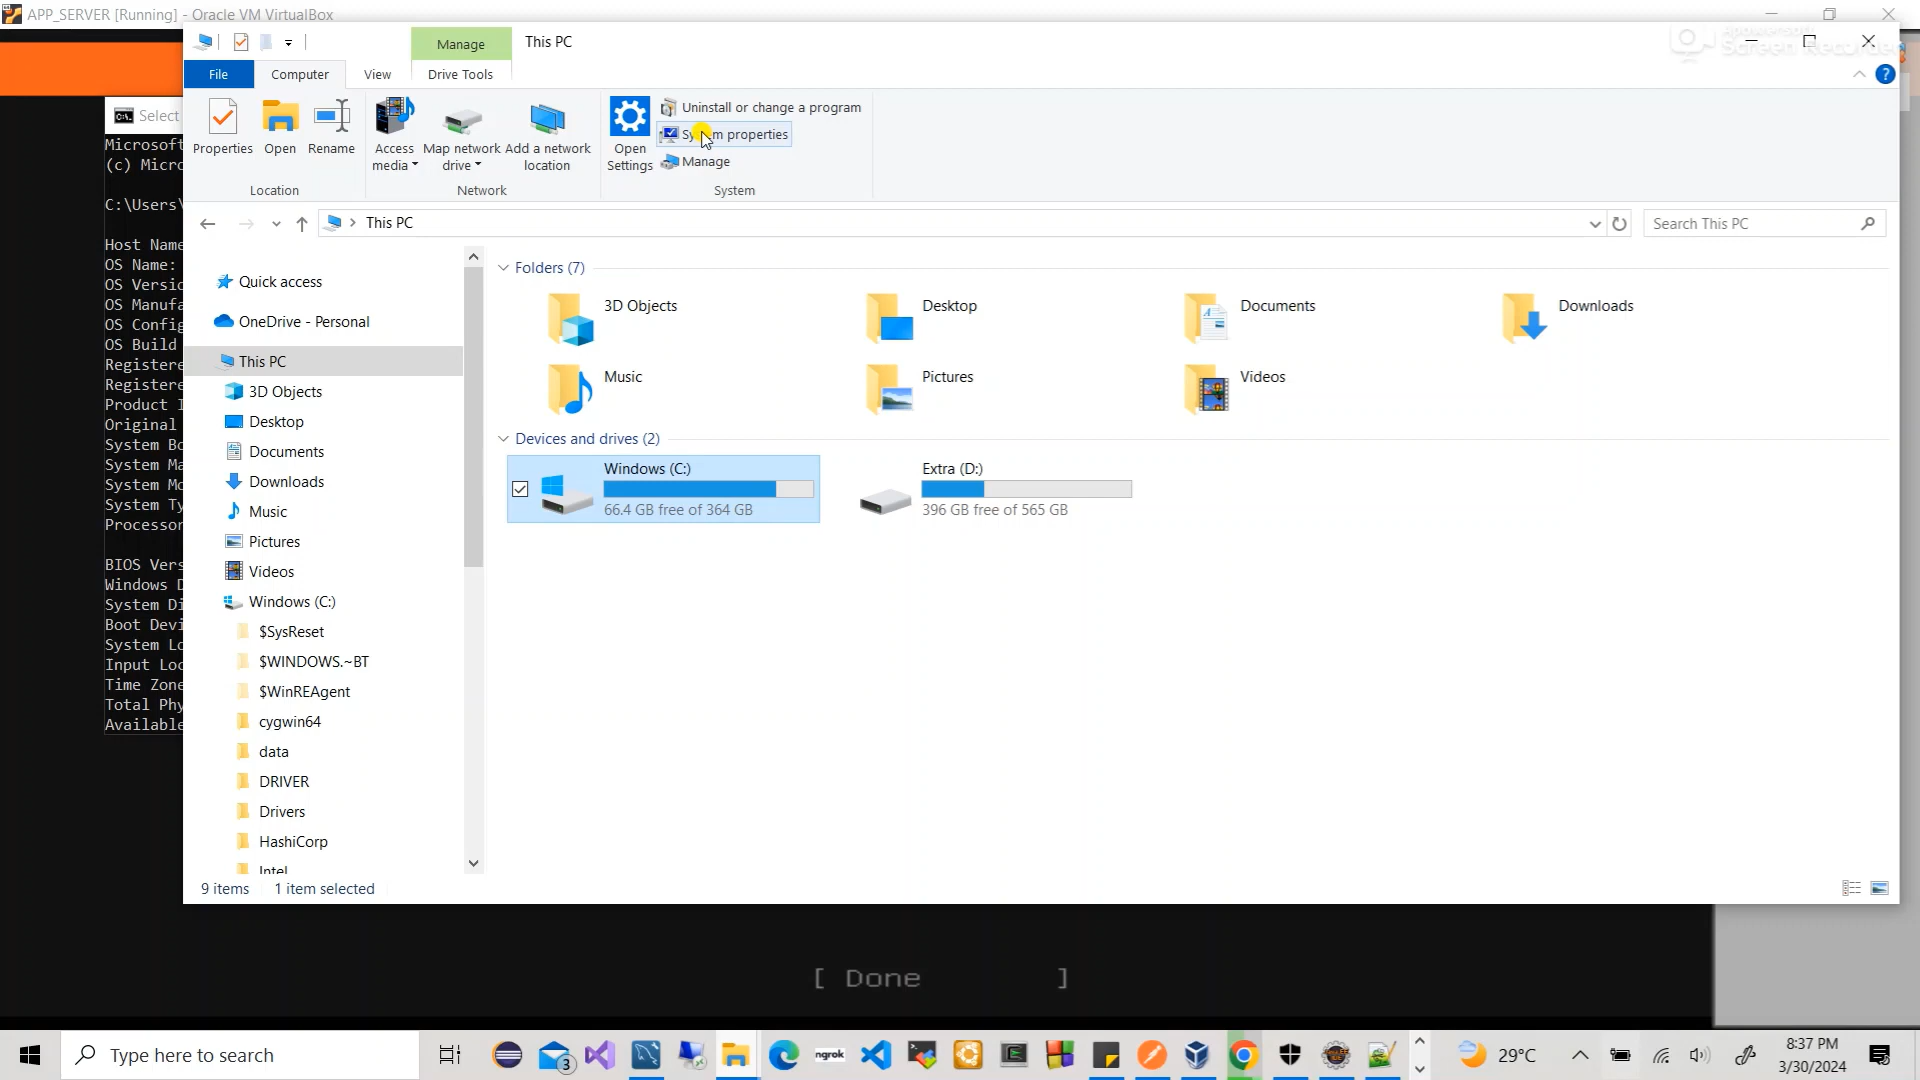 APP_SERVER [Running] - Oracle VM VirtualBox
Manage
This PC
File
Computer
View
Drive Tools
Screen Recorder
Select
Properties
Open
Rename
Access media
Map network drive
Add a network location
Open Settings
Uninstall or change a program
System properties
Manage
Location
Network
System
This PC
Search This PC
Microsoft
(c) Micro
C:\Users\
Host Name
OS Name:
OS Versio
OS Manufa
OS Config
OS Build
Registere
Registere
Product I
Original
System Bo
System Ma
System Mo
System Ty
Processor
BIOS Vers
Windows D
System Di
Boot Devi
System Lo
Input Loc
Time Zone
Total Phy
Available
Quick access
OneDrive - Personal
This PC
3D Objects
Desktop
Documents
Downloads
Music
Pictures
Videos
Windows (C:)
$SysReset
$WINDOWS.~BT
$WinREAgent
cygwin64
data
DRIVER
Drivers
HashiCorp
Intel
Folders (7)
3D Objects
Desktop
Documents
Downloads
Music
Pictures
Videos
Devices and drives (2)
Windows (C:)
66.4 GB free of 364 GB
Extra (D:)
396 GB free of 565 GB
9 items
1 item selected
[ Done ]
Type here to search
3
ngrok
29°C
8:37 PM
3/30/2024